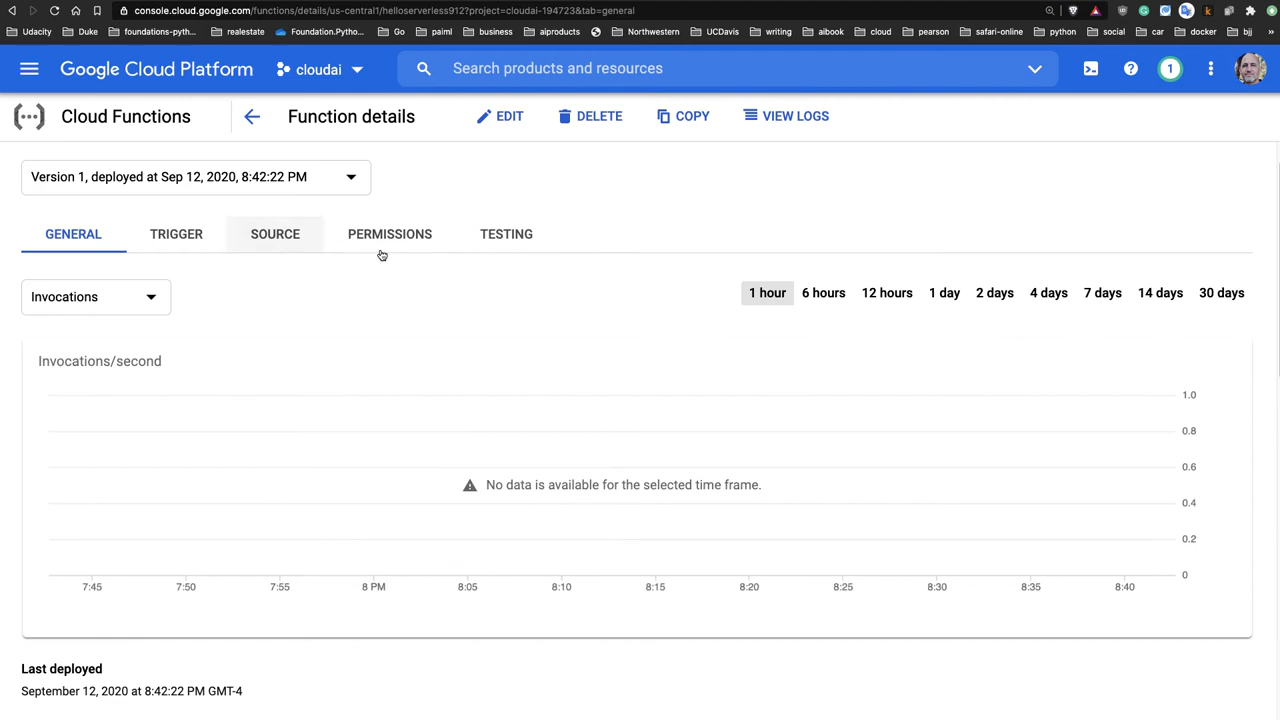 console.cloud.google.com/functions/details/us-central1/helloserverless912?project=cloudai-194723&tab=general
Udacity Duke foundations-pyth... realestate Foundation.Pytho... Go paiml business aiproducts Northwestern UCDavis writing aibook cloud pearson safari-online python social car docker bjj »
Google Cloud Platform cloudai Search products and resources 1
Cloud Functions Function details EDIT DELETE COPY VIEW LOGS
Version 1, deployed at Sep 12, 2020, 8:42:22 PM
GENERAL TRIGGER SOURCE PERMISSIONS TESTING
Invocations 1 hour 6 hours 12 hours 1 day 2 days 4 days 7 days 14 days 30 days
Invocations/second
1.0
0.8
0.6
No data is available for the selected time frame.
0.4
0.2
0
7:45 7:50 7:55 8 PM 8:05 8:10 8:15 8:20 8:25 8:30 8:35 8:40
Last deployed
September 12, 2020 at 8:42:22 PM GMT-4